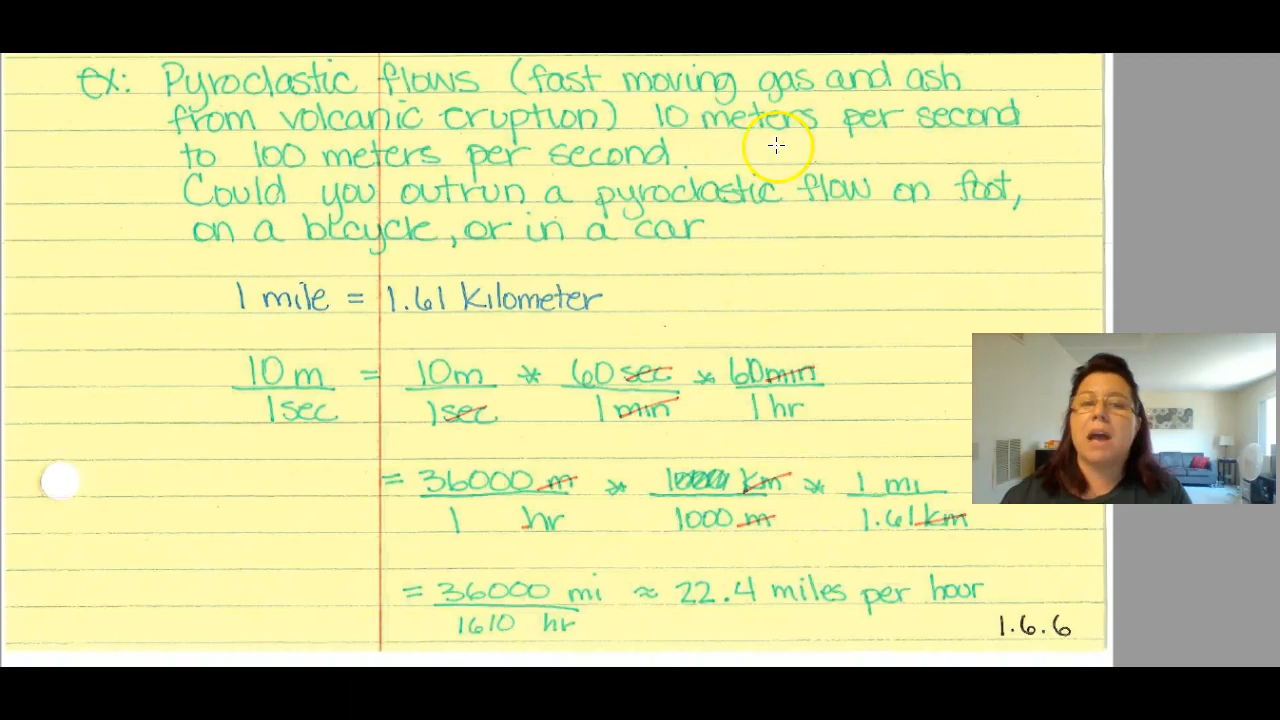 ex: Pyroclastic flows (fast moving gas and ash
from volcanic eruption) 10 meters per second
to 100 meters per second.
Could you outrun a pyroclastic flow on foot,
on a bicycle, or in a car
1 mile = 1.61 Kilometer
10m = 10m * 60 sec * 60 min
1 sec 1 sec 1 min 1 hr
= 36000 m * 1 km * 1 mi
1 hr 1000 m 1.61 km
= 36000 mi ≈ 22.4 miles per hour
1610 hr
1.6.6